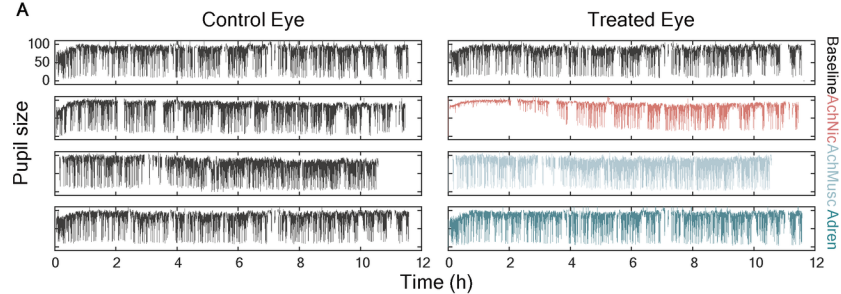 A
Control Eye
Treated Eye
100
50
0
Pupil size
Baseline
AchNic
AchMusc
Adren
0 2 4 6 8 10 12
0 2 4 6 8 10 12
Time (h)